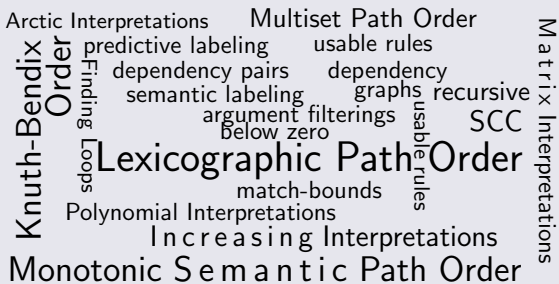 Arctic Interpretations
Multiset Path Order
predictive labeling
usable rules
Knuth-Bendix
Order
Finding Loops
dependency pairs
dependency
graphs
semantic labeling
recursive
argument filterings
below zero
usable rules
SCC
Matrix Interpretations
Lexicographic Path Order
match-bounds
Polynomial Interpretations
Increasing Interpretations
Monotonic Semantic Path Order